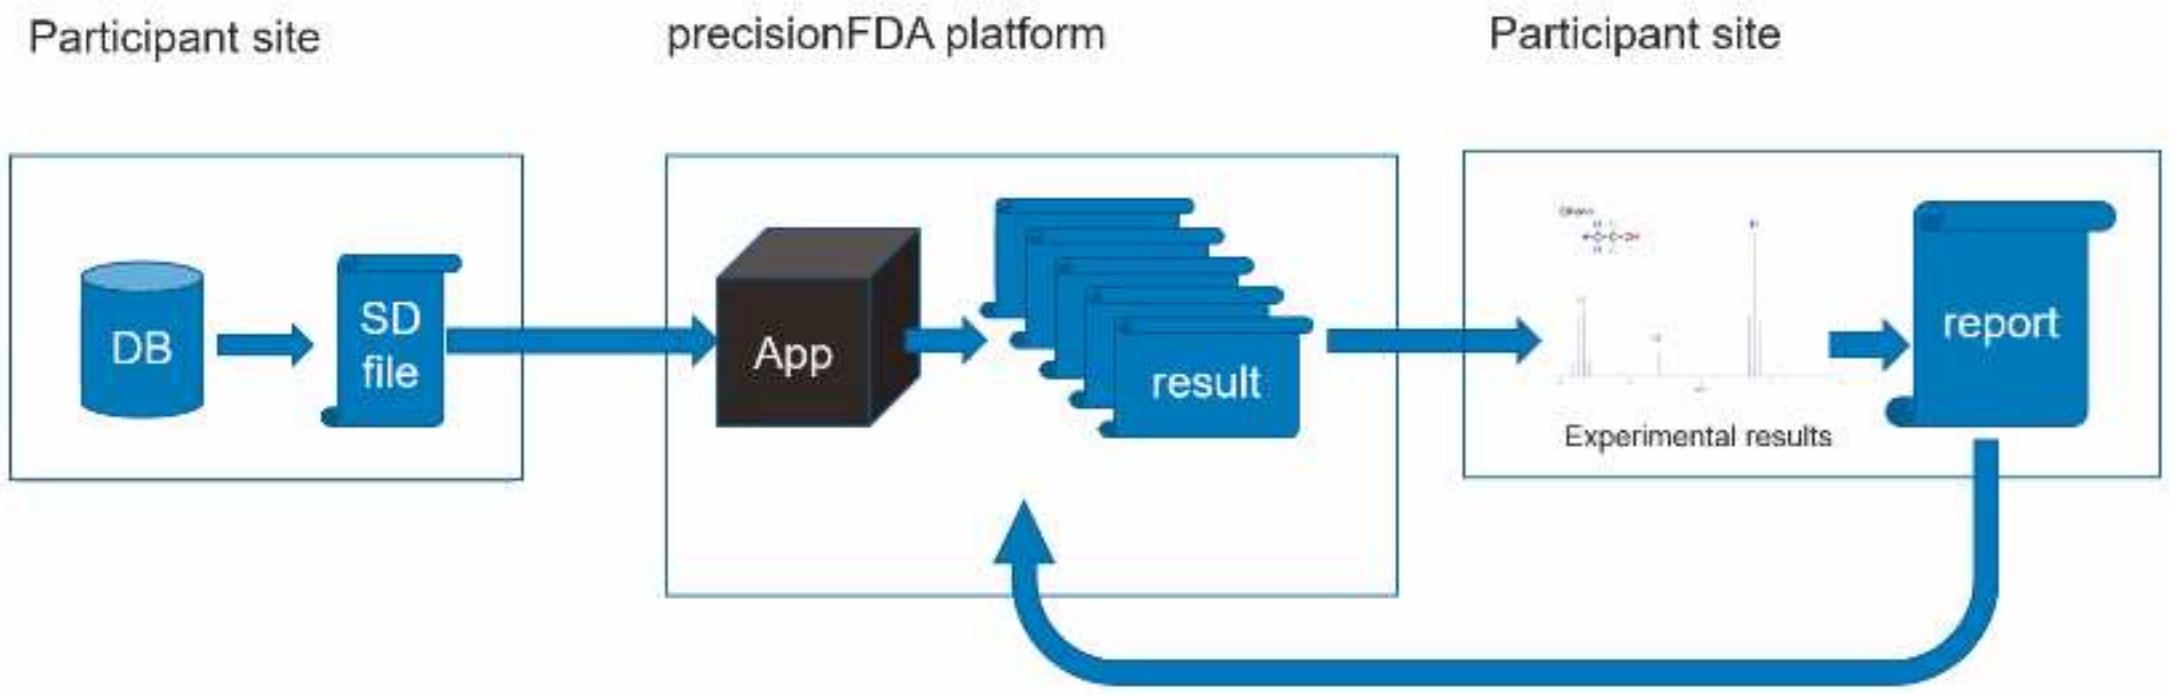 Participant site
precisionFDA platform
Participant site
DB
SD
file
App
result
Experimental results
report